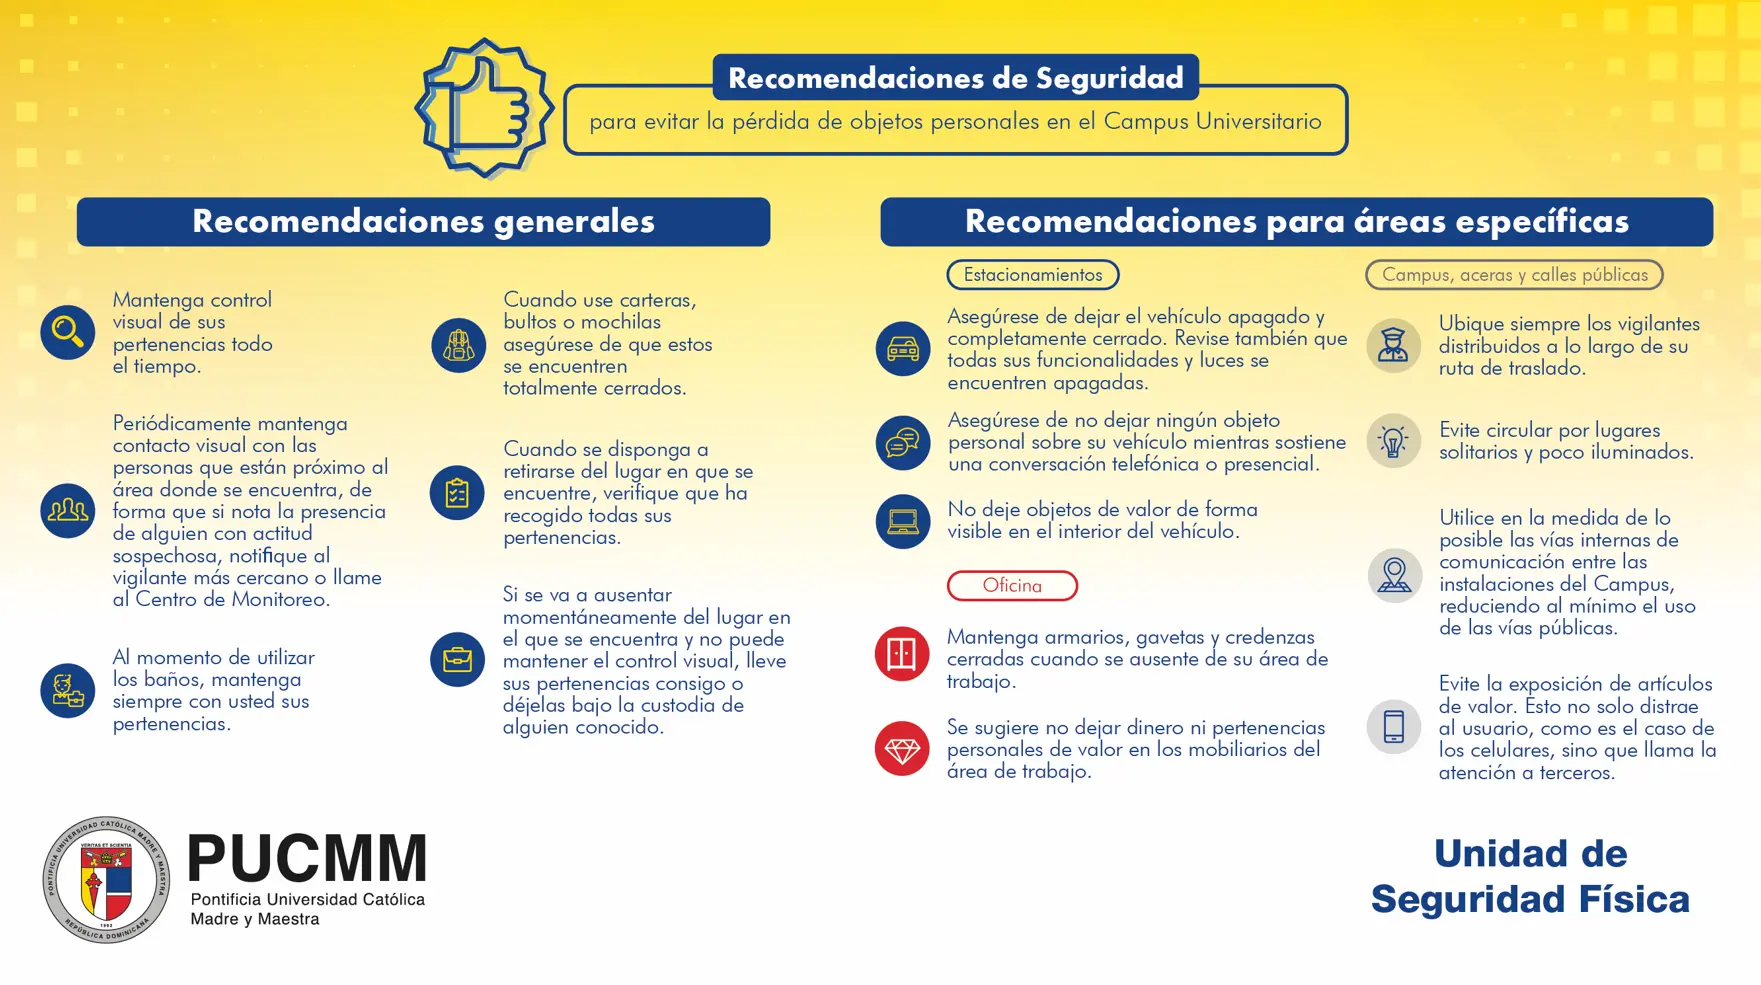 Recomendaciones de Seguridad
para evitar la pérdida de objetos personales en el Campus Universitario
Recomendaciones generales
Mantenga control
visual de sus
pertenencias todo
el tiempo.
Periódicamente mantenga
contacto visual con las
personas que están próximo al
área donde se encuentra, de
forma que si nota la presencia
de alguien con actitud
sospechosa, notifique al
vigilante más cercano o llame
al Centro de Monitoreo.
Al momento de utilizar
los baños, mantenga
siempre con usted sus
pertenencias.
Cuando use carteras,
bultos o mochilas
asegúrese de que estos
se encuentren
totalmente cerrados.
Cuando se disponga a
retirarse del lugar en que se
encuentre, verifique que ha
recogido todas sus
pertenencias.
Si se va a ausentar
momentáneamente del lugar en
el que se encuentra y no puede
mantener el control visual, lleve
sus pertenencias consigo o
déjelas bajo la custodia de
alguien conocido.
Recomendaciones para áreas específicas
Estacionamientos
Asegúrese de dejar el vehículo apagado y
completamente cerrado. Revise también que
todas sus funcionalidades y luces se
encuentren apagadas.
Asegúrese de no dejar ningún objeto
personal sobre su vehículo mientras sostiene
una conversación telefónica o presencial.
No deje objetos de valor de forma
visible en el interior del vehículo.
Oficina
Mantenga armarios, gavetas y credenzas
cerradas cuando se ausente de su área de
trabajo.
Se sugiere no dejar dinero ni pertenencias
personales de valor en los mobiliarios del
área de trabajo.
Campus, aceras y calles públicas
Ubique siempre los vigilantes
distribuidos a lo largo de su
ruta de traslado.
Evite circular por lugares
solitarios y poco iluminados.
Utilice en la medida de lo
posible las vías internas de
comunicación entre las
instalaciones del Campus,
reduciendo al mínimo el uso
de las vías públicas.
Evite la exposición de artículos
de valor. Esto no solo distrae
al usuario, como es el caso de
los celulares, sino que llama la
atención a terceros.
PONTIFICIA UNIVERSIDAD CATÓLICA MADRE Y MAESTRA
VERITAS ET SCIENTIA
1962
REPÚBLICA DOMINICANA
PUCMM
Pontificia Universidad Católica
Madre y Maestra
Unidad de
Seguridad Física